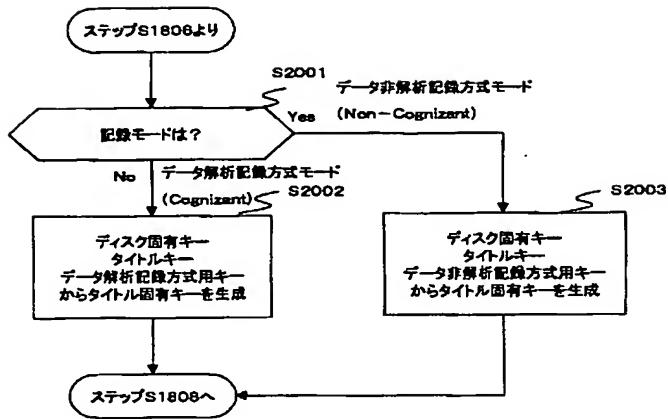 ステップS1806より
S2001
データ非解析記録方式モード
Yes (Non-Cognizant)
記録モードは?
No データ解析記録方式モード
(Cognizant)
S2002
S2003
ディスク固有キー
タイトルキー
データ解析記録方式用キー
からタイトル固有キーを生成
ディスク固有キー
タイトルキー
データ非解析記録方式用キー
からタイトル固有キーを生成
ステップS1808へ